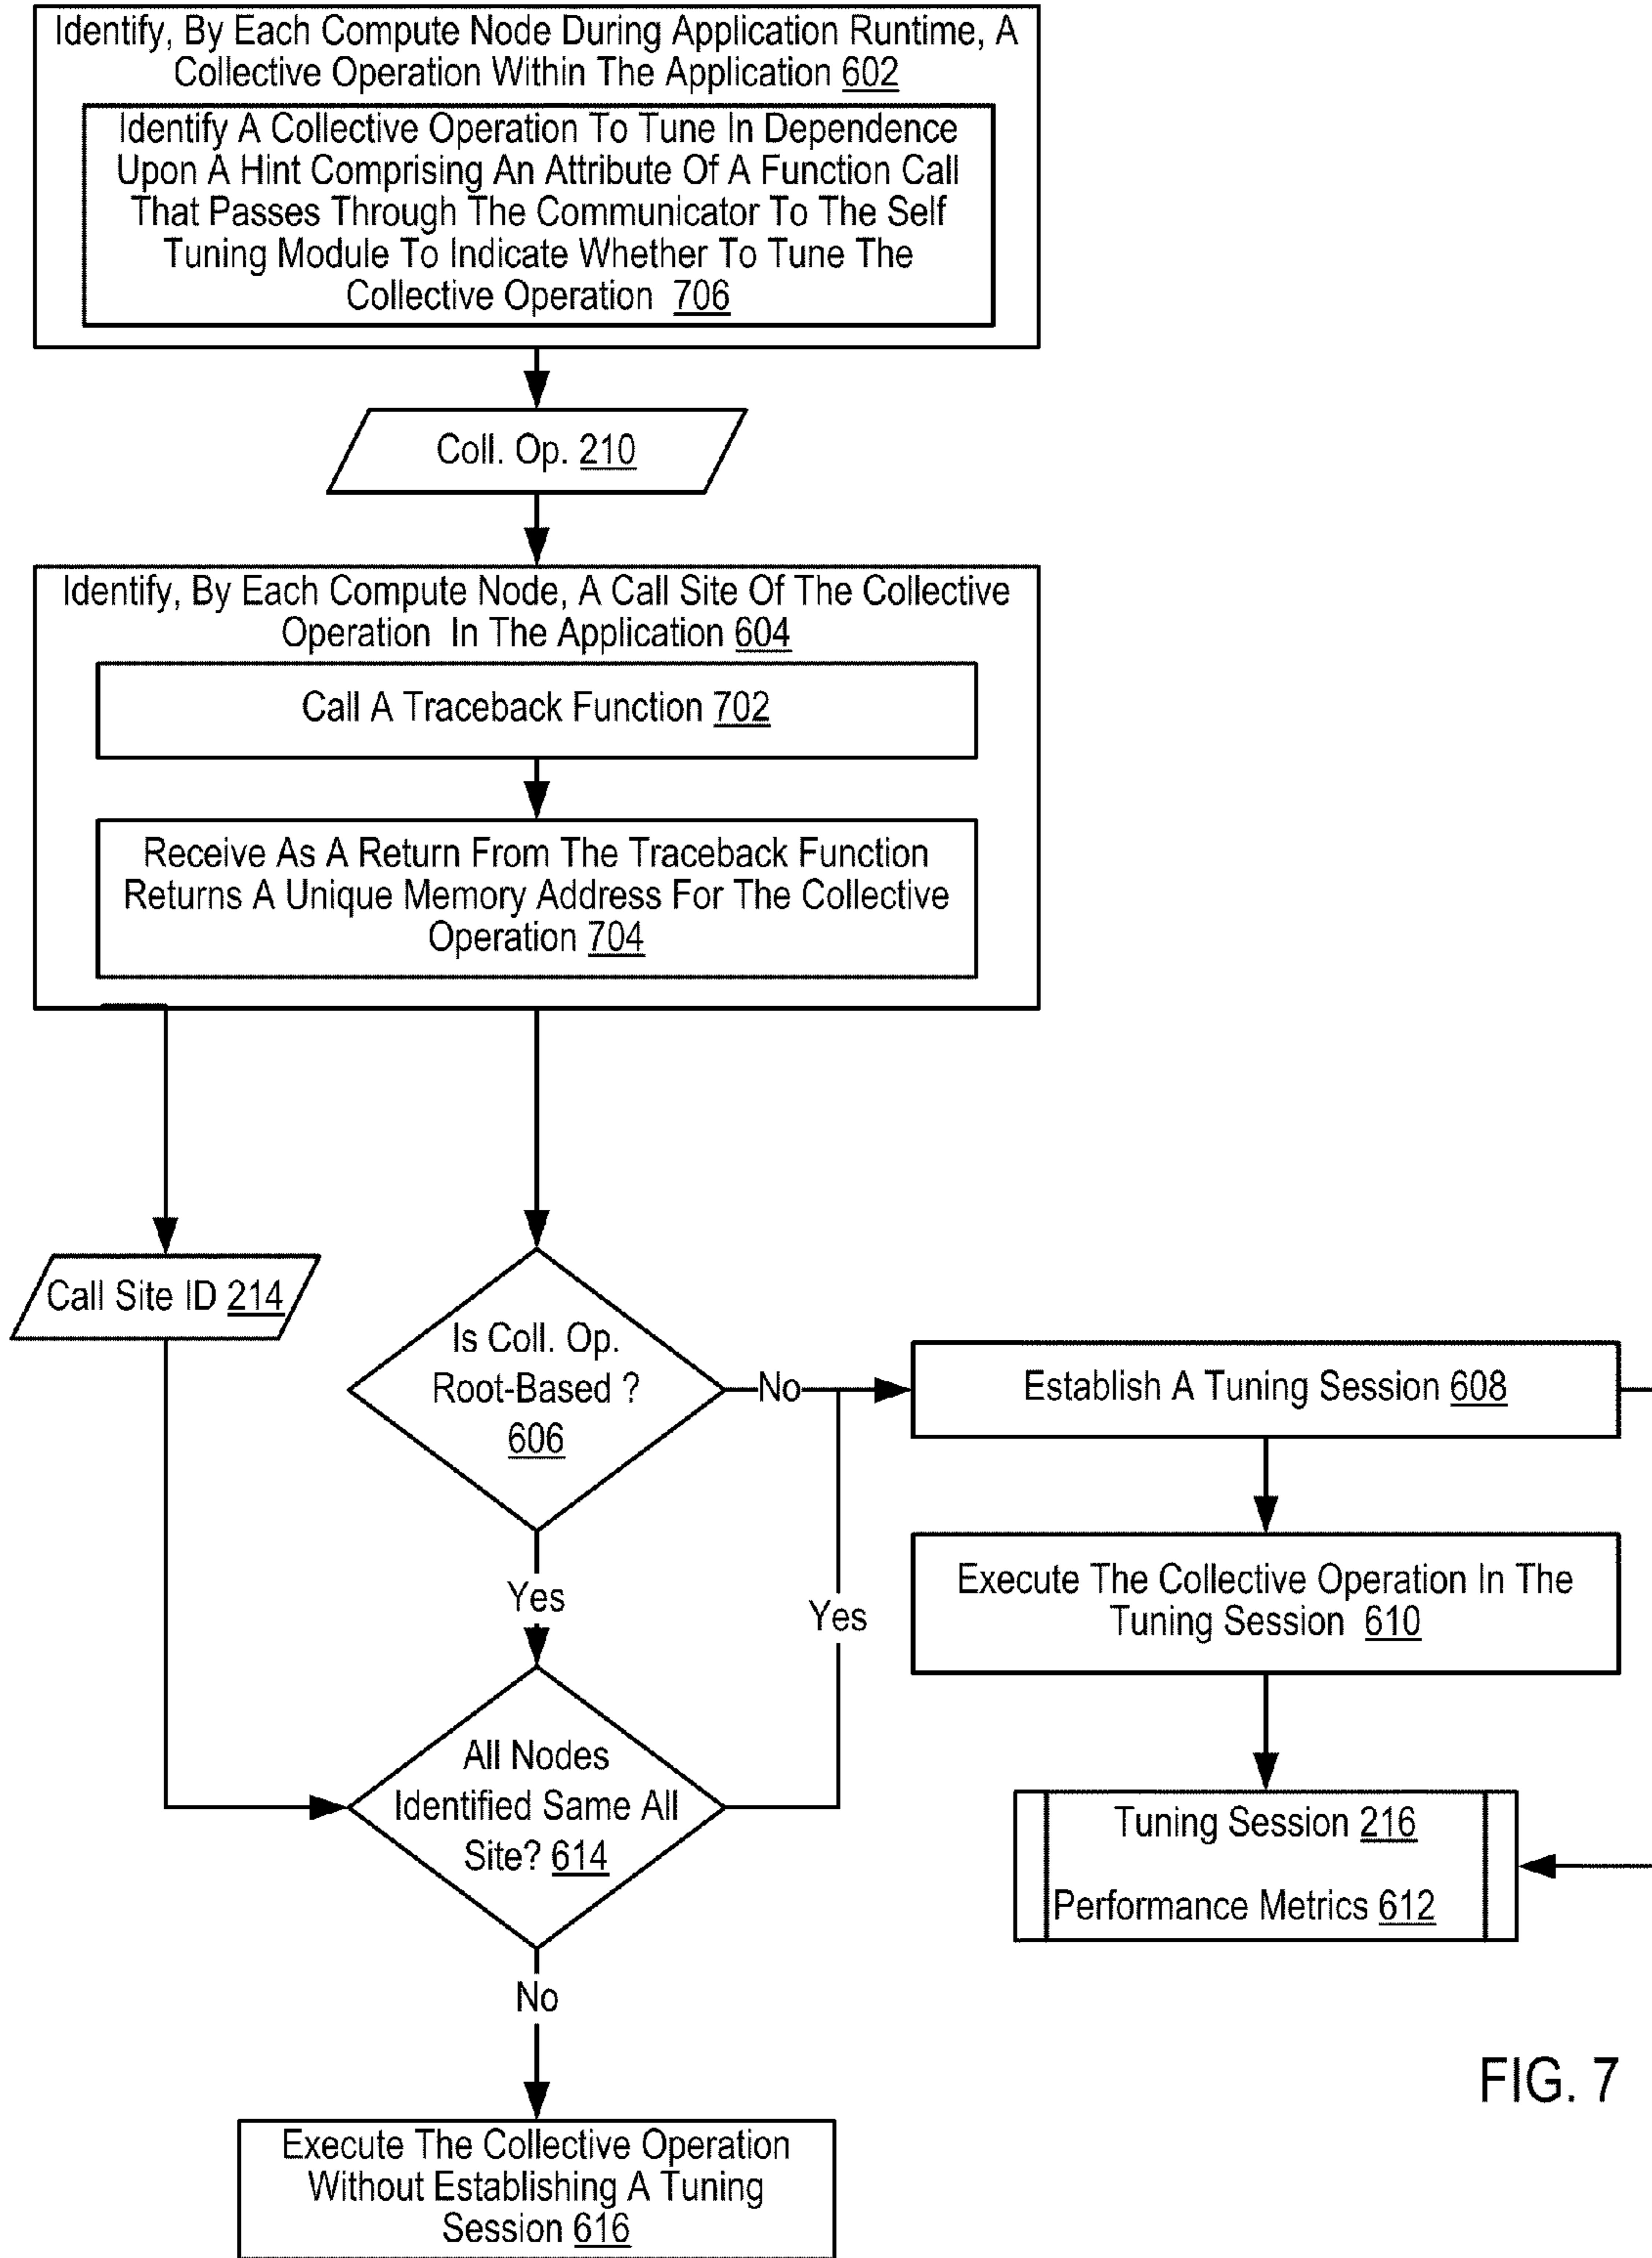 Identify, By Each Compute Node During Application Runtime, A
Collective Operation Within The Application 602
Identify A Collective Operation To Tune In Dependence
Upon A Hint Comprising An Attribute Of A Function Call
That Passes Through The Communicator To The Self
Tuning Module To Indicate Whether To Tune The
Collective Operation 706
Coll. Op. 210
Identify, By Each Compute Node, A Call Site Of The Collective
Operation In The Application 604
Call A Traceback Function 702
Receive As A Return From The Traceback Function
Returns A Unique Memory Address For The Collective
Operation 704
Call Site ID 214
Is Coll. Op.
Root-Based ?
606
No
Establish A Tuning Session 608
Execute The Collective Operation In The
Tuning Session 610
Yes
Yes
All Nodes
Identified Same All
Site? 614
Tuning Session 216
Performance Metrics 612
No
Execute The Collective Operation
Without Establishing A Tuning
Session 616
FIG. 7